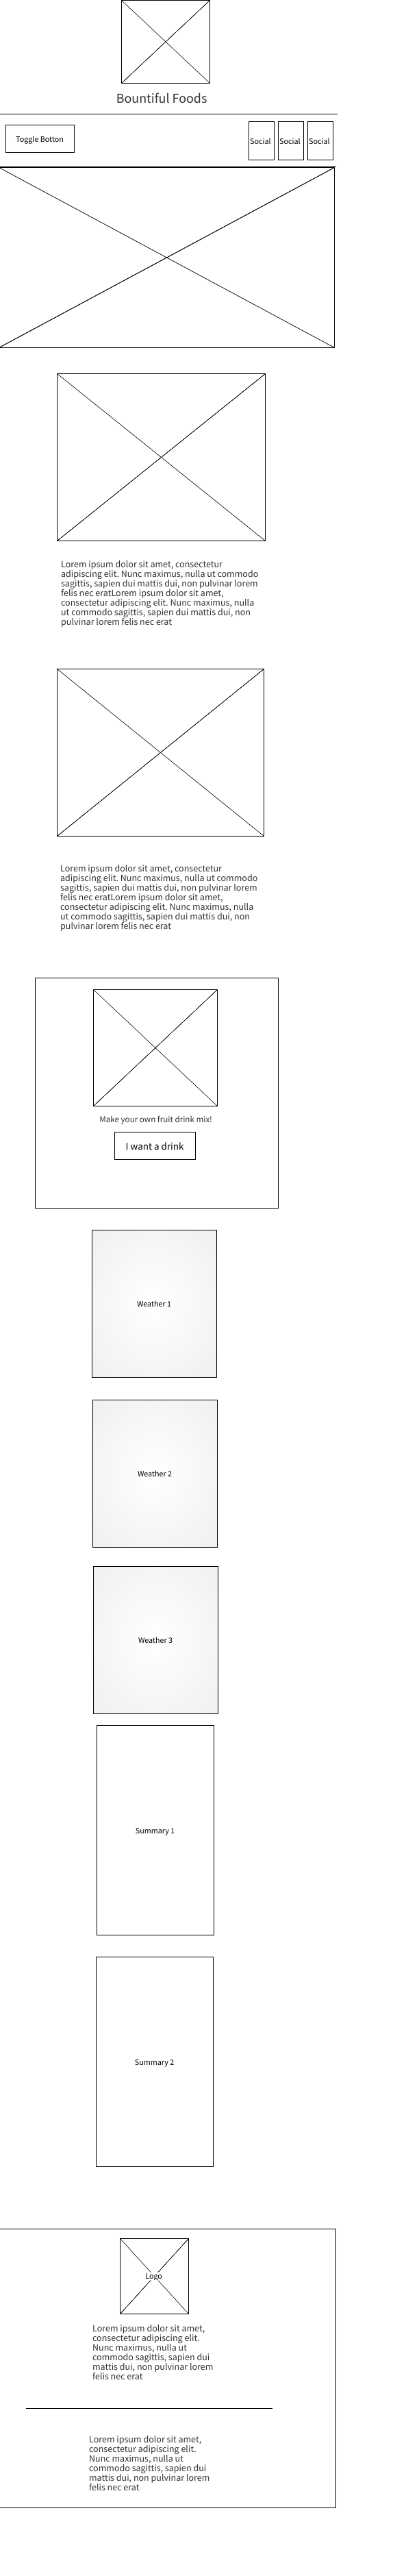 Bountiful Foods
Toggle Botton
Social Social Social
Lorem ipsum dolor sit amet, consectetur
adipiscing elit. Nunc maximus, nulla ut commodo
sagittis, sapien dui mattis dui, non pulvinar lorem
felis nec eratLorem ipsum dolor sit amet,
consectetur adipiscing elit. Nunc maximus, nulla
ut commodo sagittis, sapien dui mattis dui, non
pulvinar lorem felis nec erat
Lorem ipsum dolor sit amet, consectetur
adipiscing elit. Nunc maximus, nulla ut commodo
sagittis, sapien dui mattis dui, non pulvinar lorem
felis nec eratLorem ipsum dolor sit amet,
consectetur adipiscing elit. Nunc maximus, nulla
ut commodo sagittis, sapien dui mattis dui, non
pulvinar lorem felis nec erat
Make your own fruit drink mix!
I want a drink
Weather 1
Weather 2
Weather 3
Summary 1
Summary 2
Logo
Lorem ipsum dolor sit amet,
consectetur adipiscing elit.
Nunc maximus, nulla ut
commodo sagittis, sapien dui
mattis dui, non pulvinar lorem
felis nec erat
Lorem ipsum dolor sit amet,
consectetur adipiscing elit.
Nunc maximus, nulla ut
commodo sagittis, sapien dui
mattis dui, non pulvinar lorem
felis nec erat